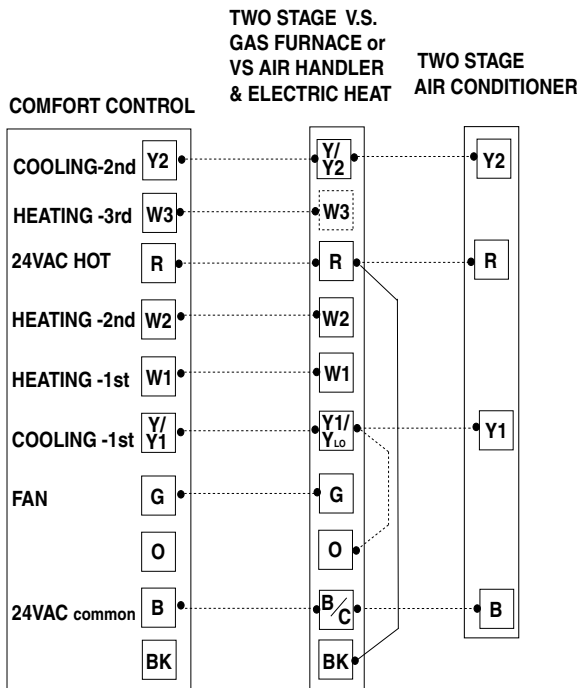 TWO STAGE V.S.
GAS FURNACE or
VS AIR HANDLER
& ELECTRIC HEAT
TWO STAGE
AIR CONDITIONER
COMFORT CONTROL
COOLING-2nd Y2 Y/Y2 Y2
HEATING -3rd W3 W3
24VAC HOT R R R
HEATING -2nd W2 W2
HEATING -1st W1 W1
COOLING -1st Y/Y1 Y1/YLO Y1
FAN G G
O O
24VAC common B B/C B
BK BK